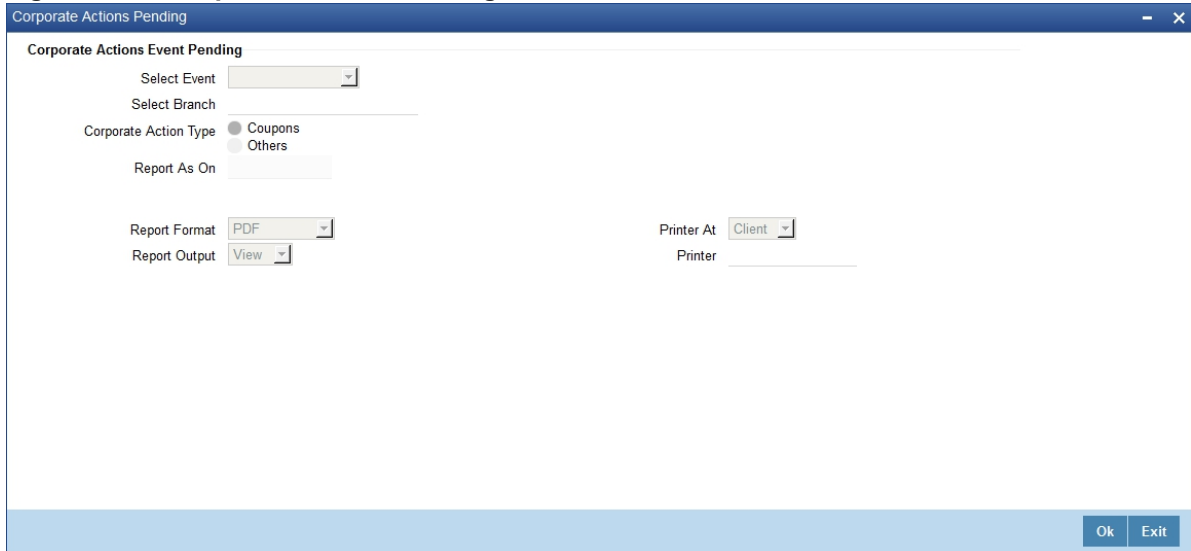 Corporate Actions Pending
Corporate Actions Event Pending
Select Event
Select Branch
Corporate Action Type Coupons
Others
Report As On
Report Format PDF Printer At Client
Report Output View Printer
Ok Exit